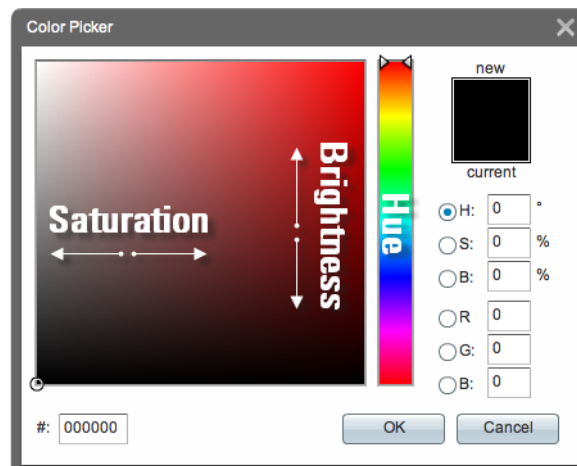 Color Picker
new
current
Saturation
Brightness
Hue
H: 0 °
S: 0 %
B: 0 %
R 0
G: 0
B: 0
#: 000000
OK
Cancel